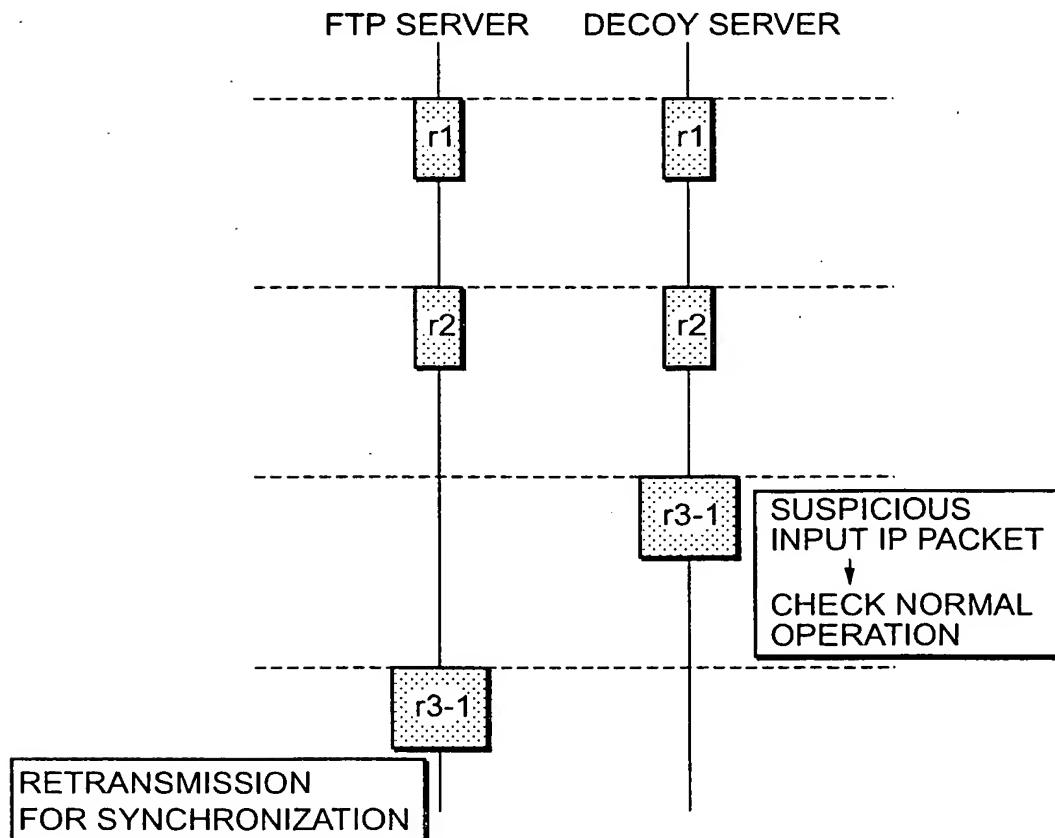 FTP SERVER DECOY SERVER
r1 r1
r2 r2
r3-1
SUSPICIOUS
INPUT IP PACKET
↓
CHECK NORMAL
OPERATION
r3-1
RETRANSMISSION
FOR SYNCHRONIZATION